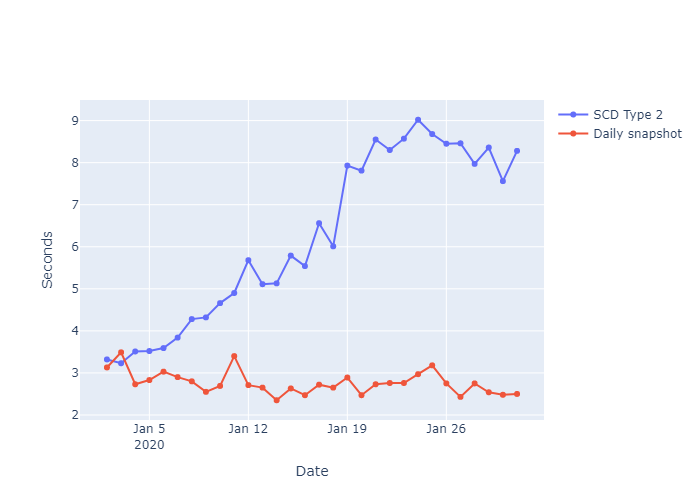 SCD Type 2
Daily snapshot
9
8
7
6
5
4
3
2
Seconds
Jan 5
2020
Jan 12
Jan 19
Jan 26
Date